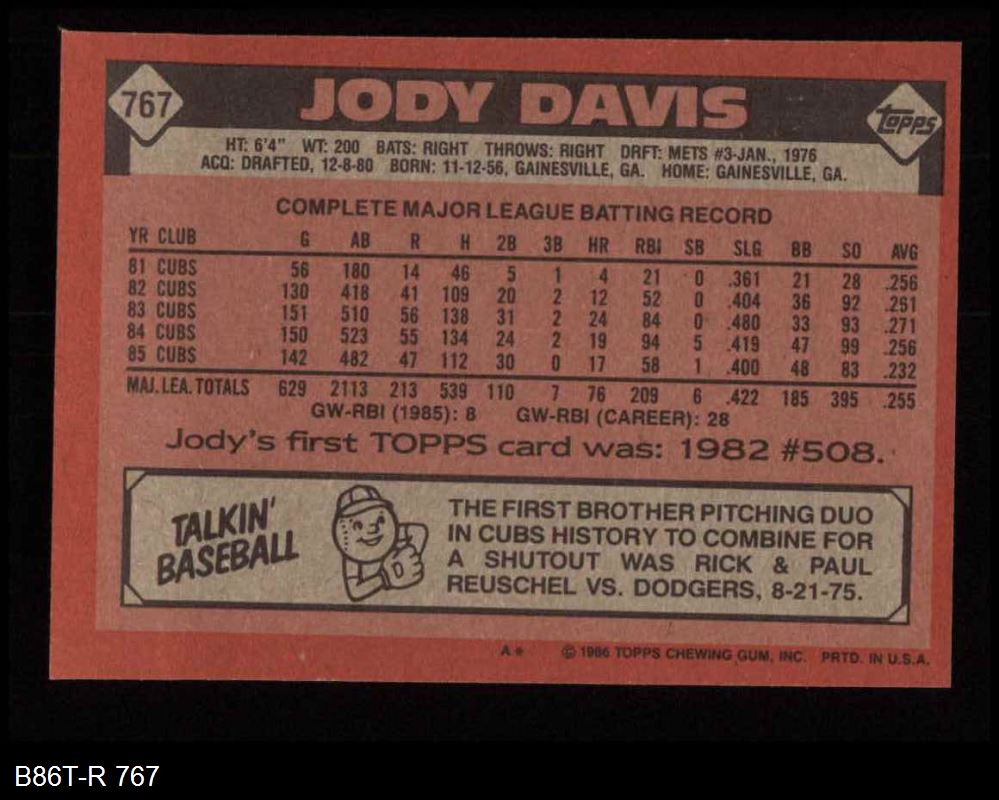 767
JODY DAVIS
TOPPS
HT: 6'4" WT: 200 BATS: RIGHT THROWS: RIGHT DRFT: METS #3-JAN., 1976
ACQ: DRAFTED, 12-8-80 BORN: 11-12-56, GAINESVILLE, GA. HOME: GAINESVILLE, GA.
COMPLETE MAJOR LEAGUE BATTING RECORD
YR CLUB G AB R H 2B 3B HR RBI SB SLG BB SO AVG
81 CUBS 56 180 14 46 5 1 4 21 0 .361 21 28 .256
82 CUBS 130 418 41 109 20 2 12 52 0 .404 36 92 .261
83 CUBS 151 510 56 138 31 2 24 84 0 .480 33 93 .271
84 CUBS 150 523 55 134 24 2 19 94 5 .419 47 99 .256
85 CUBS 142 482 47 112 30 0 17 58 1 .400 48 83 .232
MAJ. LEA. TOTALS 629 2113 213 539 110 7 76 209 6 .422 185 395 .255
GW-RBI (1985): 8 GW-RBI (CAREER): 28
Jody's first TOPPS card was: 1982 #508.
TALKIN'
BASEBALL
THE FIRST BROTHER PITCHING DUO
IN CUBS HISTORY TO COMBINE FOR
A SHUTOUT WAS RICK & PAUL
REUSCHEL VS. DODGERS, 8-21-75.
A* © 1986 TOPPS CHEWING GUM, INC. PRTD. IN U.S.A.
B86T-R 767